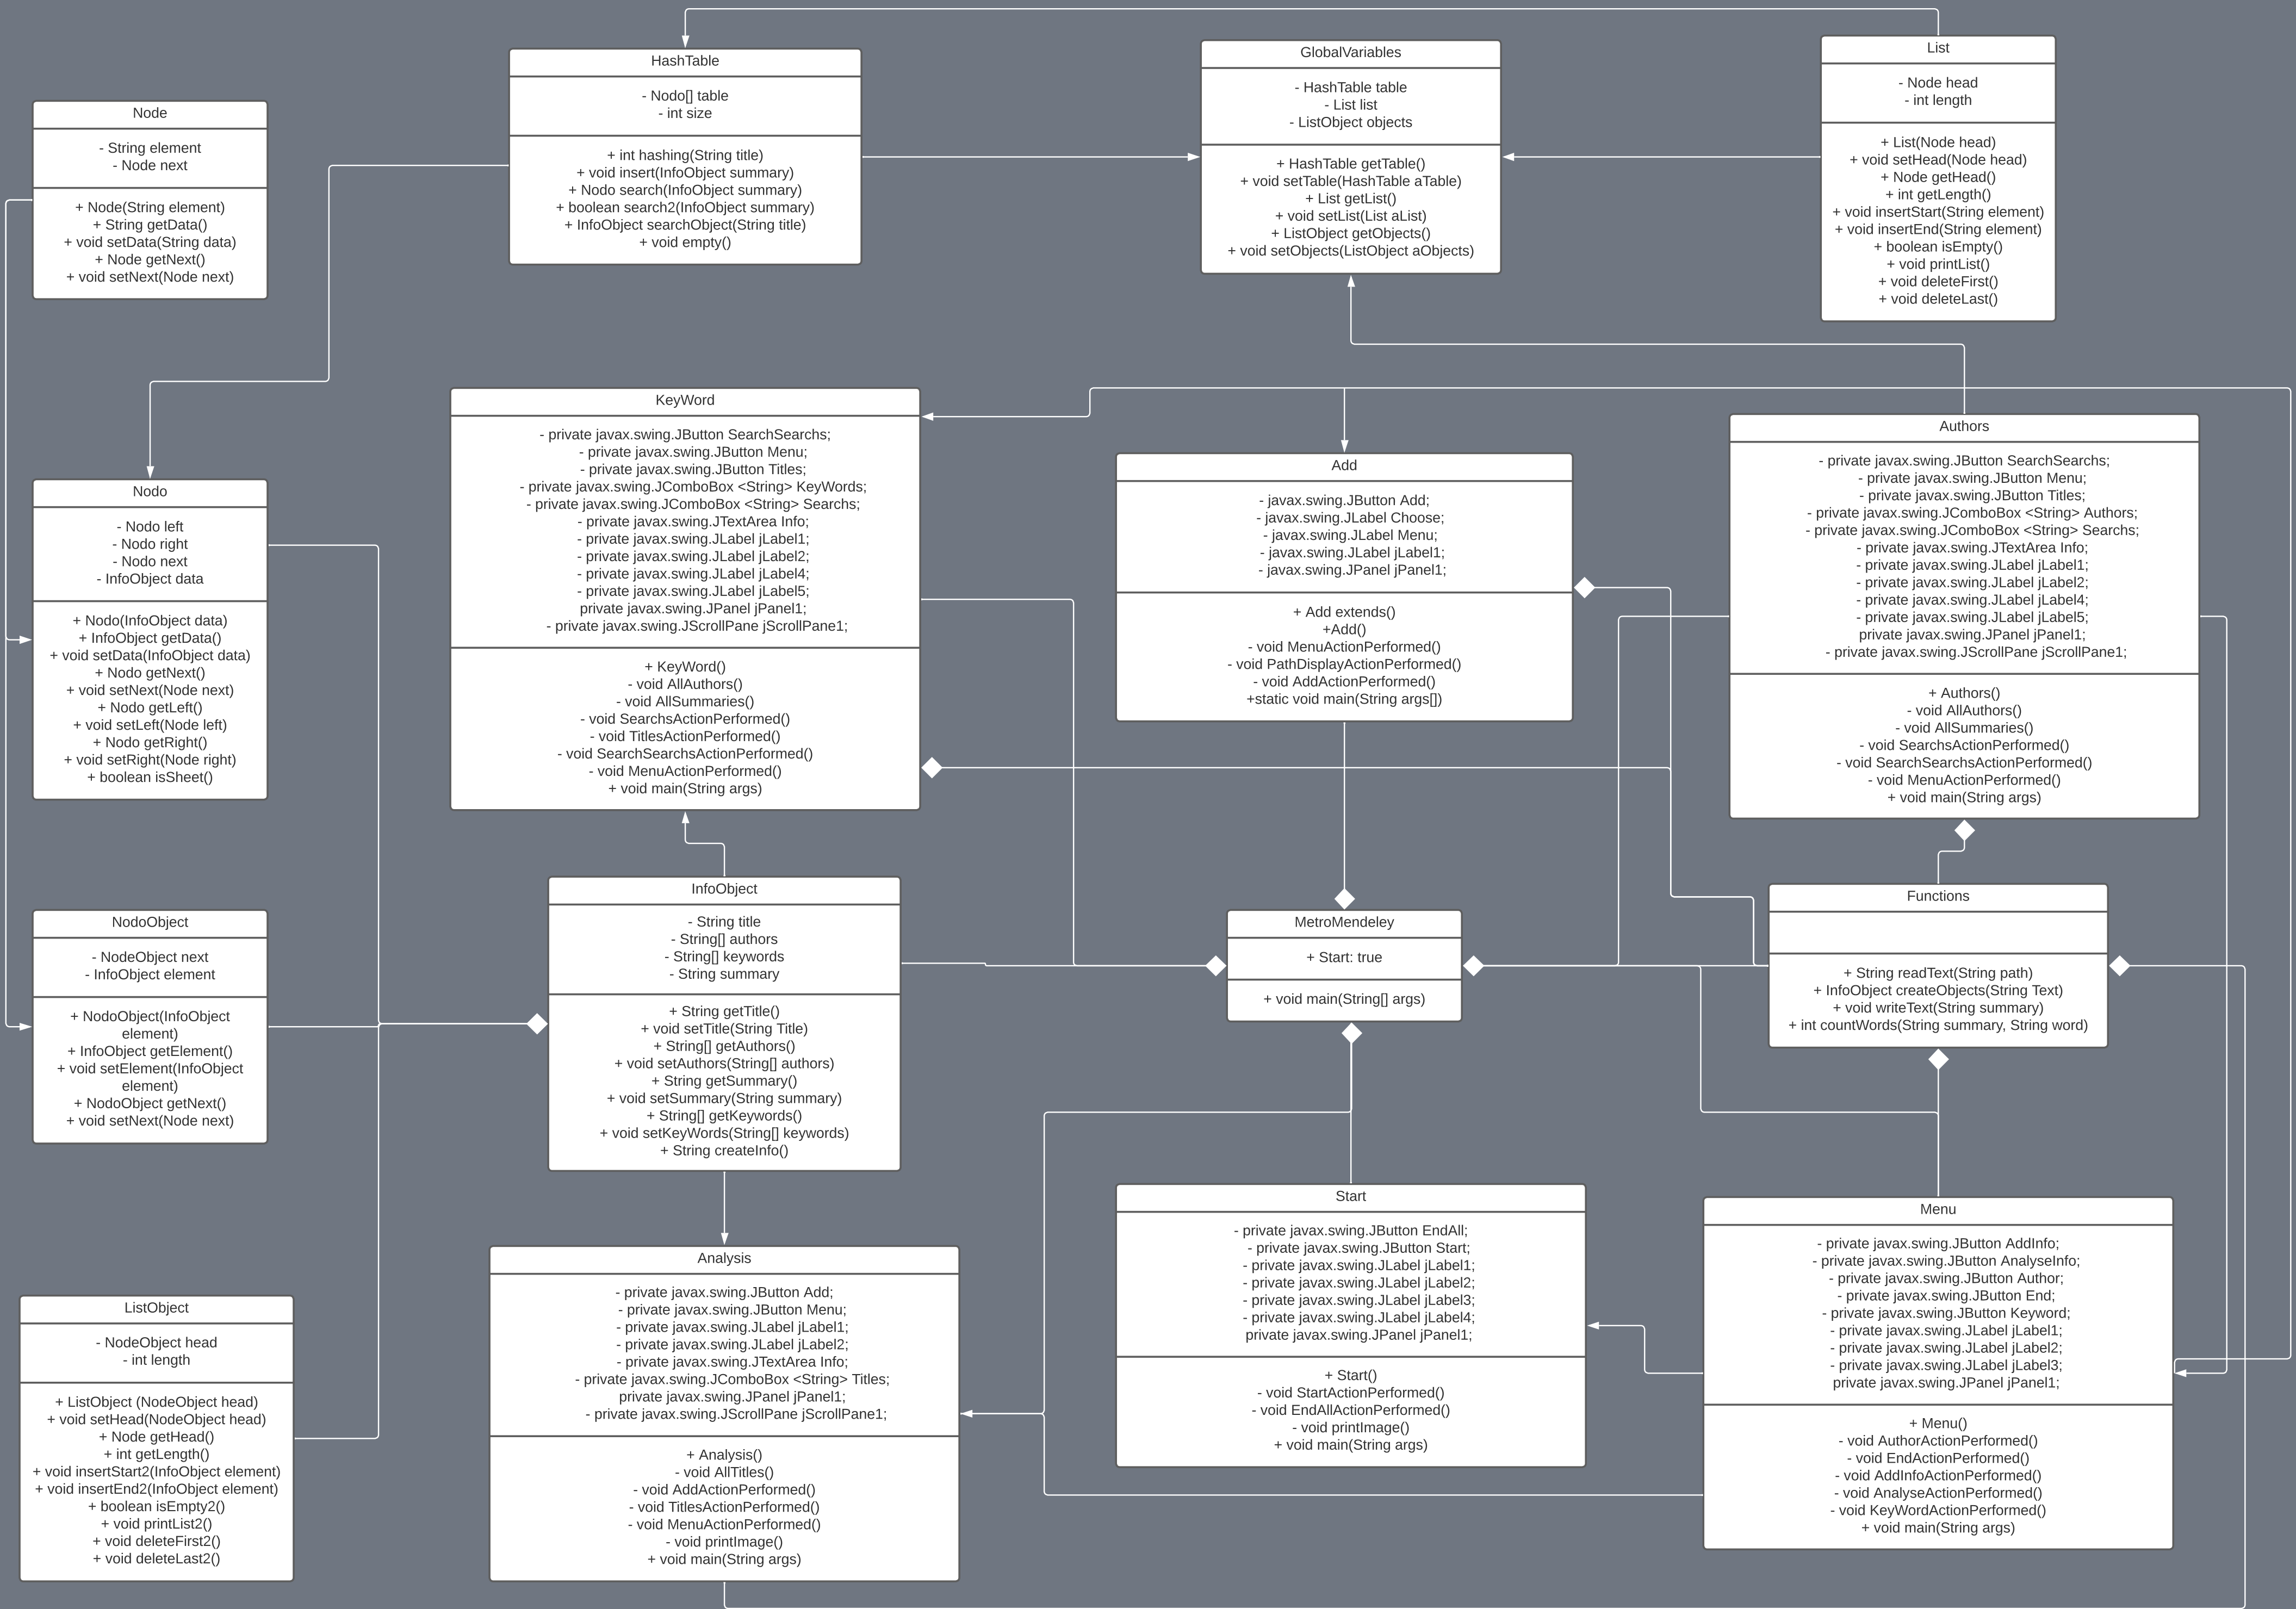 HashTable
- Nodo[] table
- int size
+ int hashing(String title)
+ void insert(InfoObject summary)
+ Nodo search(InfoObject summary)
+ boolean search2(InfoObject summary)
+ InfoObject searchObject(String title)
+ void empty()
GlobalVariables
- HashTable table
- List list
- ListObject objects
+ HashTable getTable()
+ void setTable(HashTable aTable)
+ List getList()
+ void setList(List aList)
+ ListObject getObjects()
+ void setObjects(ListObject aObjects)
List
- Node head
- int length
+ List(Node head)
+ void setHead(Node head)
+ Node getHead()
+ int getLength()
+ void insertStart(String element)
+ void insertEnd(String element)
+ boolean isEmpty()
+ void printList()
+ void deleteFirst()
+ void deleteLast()
Node
- String element
- Node next
+ Node(String element)
+ String getData()
+ void setData(String data)
+ Node getNext()
+ void setNext(Node next)
KeyWord
- private javax.swing.JButton SearchSearchs;
- private javax.swing.JButton Menu;
- private javax.swing.JButton Titles;
- private javax.swing.JComboBox <String> KeyWords;
- private javax.swing.JComboBox <String> Searchs;
- private javax.swing.JTextArea Info;
- private javax.swing.JLabel jLabel1;
- private javax.swing.JLabel jLabel2;
- private javax.swing.JLabel jLabel4;
- private javax.swing.JLabel jLabel5;
private javax.swing.JPanel jPanel1;
- private javax.swing.JScrollPane jScrollPane1;
+ KeyWord()
- void AllAuthors()
- void AllSummaries()
- void SearchsActionPerformed()
- void TitlesActionPerformed()
- void SearchSearchsActionPerformed()
- void MenuActionPerformed()
+ void main(String args)
Add
- javax.swing.JButton Add;
- javax.swing.JLabel Choose;
- javax.swing.JLabel Menu;
- javax.swing.JLabel jLabel1;
- javax.swing.JPanel jPanel1;
+ Add extends()
+Add()
- void MenuActionPerformed()
- void PathDisplayActionPerformed()
- void AddActionPerformed()
+static void main(String args[])
Authors
- private javax.swing.JButton SearchSearchs;
- private javax.swing.JButton Menu;
- private javax.swing.JButton Titles;
- private javax.swing.JComboBox <String> Authors;
- private javax.swing.JComboBox <String> Searchs;
- private javax.swing.JTextArea Info;
- private javax.swing.JLabel jLabel1;
- private javax.swing.JLabel jLabel2;
- private javax.swing.JLabel jLabel4;
- private javax.swing.JLabel jLabel5;
private javax.swing.JPanel jPanel1;
- private javax.swing.JScrollPane jScrollPane1;
+ Authors()
- void AllAuthors()
- void AllSummaries()
- void SearchsActionPerformed()
- void SearchSearchsActionPerformed()
- void MenuActionPerformed()
+ void main(String args)
Nodo
- Nodo left
- Nodo right
- Nodo next
- InfoObject data
+ Nodo(InfoObject data)
+ InfoObject getData()
+ void setData(InfoObject data)
+ Nodo getNext()
+ void setNext(Node next)
+ Nodo getLeft()
+ void setLeft(Node left)
+ Nodo getRight()
+ void setRight(Node right)
+ boolean isSheet()
InfoObject
- String title
- String[] authors
- String[] keywords
- String summary
+ String getTitle()
+ void setTitle(String Title)
+ String[] getAuthors()
+ void setAuthors(String[] authors)
+ String getSummary()
+ void setSummary(String summary)
+ String[] getKeywords()
+ void setKeyWords(String[] keywords)
+ String createInfo()
MetroMendeley
+ Start: true
+ void main(String[] args)
Functions
+ String readText(String path)
+ InfoObject createObjects(String Text)
+ void writeText(String summary)
+ int countWords(String summary, String word)
NodoObject
- NodeObject next
- InfoObject element
+ NodoObject(InfoObject
element)
+ InfoObject getElement()
+ void setElement(InfoObject
element)
+ NodoObject getNext()
+ void setNext(Node next)
Analysis
- private javax.swing.JButton Add;
- private javax.swing.JButton Menu;
- private javax.swing.JLabel jLabel1;
- private javax.swing.JLabel jLabel2;
- private javax.swing.JTextArea Info;
- private javax.swing.JComboBox <String> Titles;
private javax.swing.JPanel jPanel1;
- private javax.swing.JScrollPane jScrollPane1;
+ Analysis()
- void AllTitles()
- void AddActionPerformed()
- void TitlesActionPerformed()
- void MenuActionPerformed()
- void printImage()
+ void main(String args)
Start
- private javax.swing.JButton EndAll;
- private javax.swing.JButton Start;
- private javax.swing.JLabel jLabel1;
- private javax.swing.JLabel jLabel2;
- private javax.swing.JLabel jLabel3;
- private javax.swing.JLabel jLabel4;
private javax.swing.JPanel jPanel1;
+ Start()
- void StartActionPerformed()
- void EndAllActionPerformed()
- void printImage()
+ void main(String args)
Menu
- private javax.swing.JButton AddInfo;
- private javax.swing.JButton AnalyseInfo;
- private javax.swing.JButton Author;
- private javax.swing.JButton End;
- private javax.swing.JButton Keyword;
- private javax.swing.JLabel jLabel1;
- private javax.swing.JLabel jLabel2;
- private javax.swing.JLabel jLabel3;
private javax.swing.JPanel jPanel1;
+ Menu()
- void AuthorActionPerformed()
- void EndActionPerformed()
- void AddInfoActionPerformed()
- void AnalyseActionPerformed()
- void KeyWordActionPerformed()
+ void main(String args)
ListObject
- NodeObject head
- int length
+ ListObject (NodeObject head)
+ void setHead(NodeObject head)
+ Node getHead()
+ int getLength()
+ void insertStart2(InfoObject element)
+ void insertEnd2(InfoObject element)
+ boolean isEmpty2()
+ void printList2()
+ void deleteFirst2()
+ void deleteLast2()